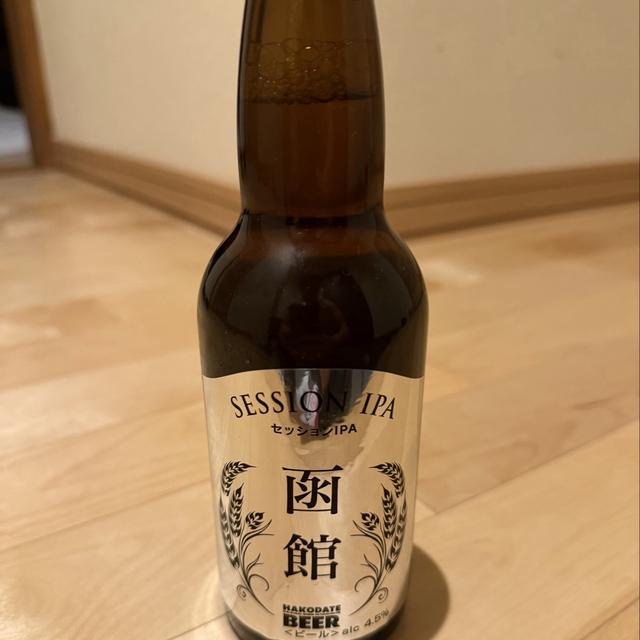 SESSION IPA
セッションIPA
函
館
HAKODATE
BEER
<ビール> alc 4.5%